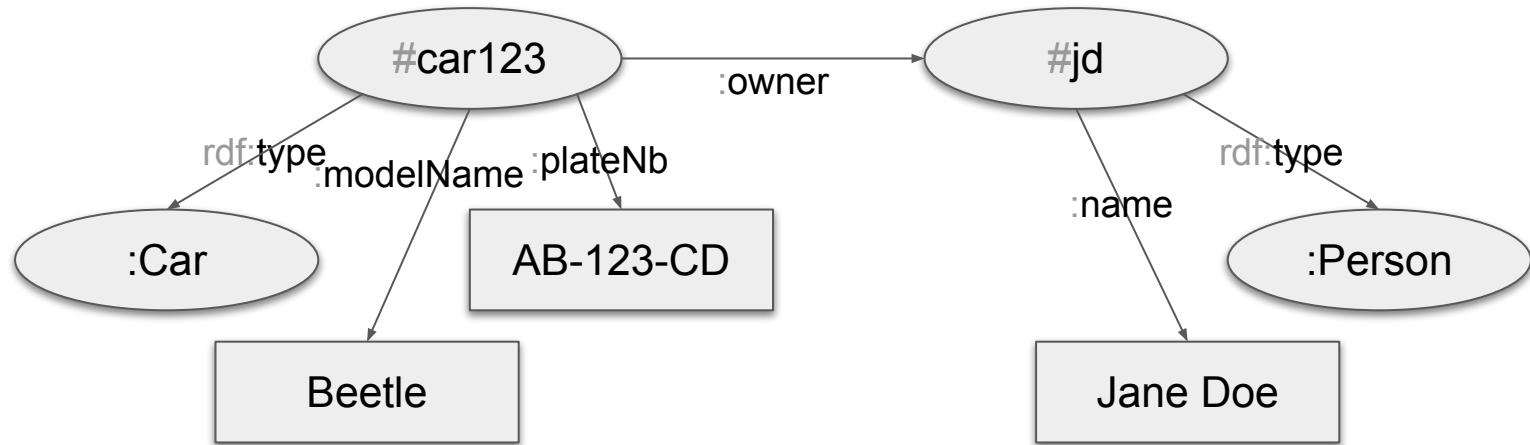 #car123
#jd
:owner
rdf:type
:modelName
:plateNb
rdf:type
:name
:Car
AB-123-CD
:Person
Beetle
Jane Doe